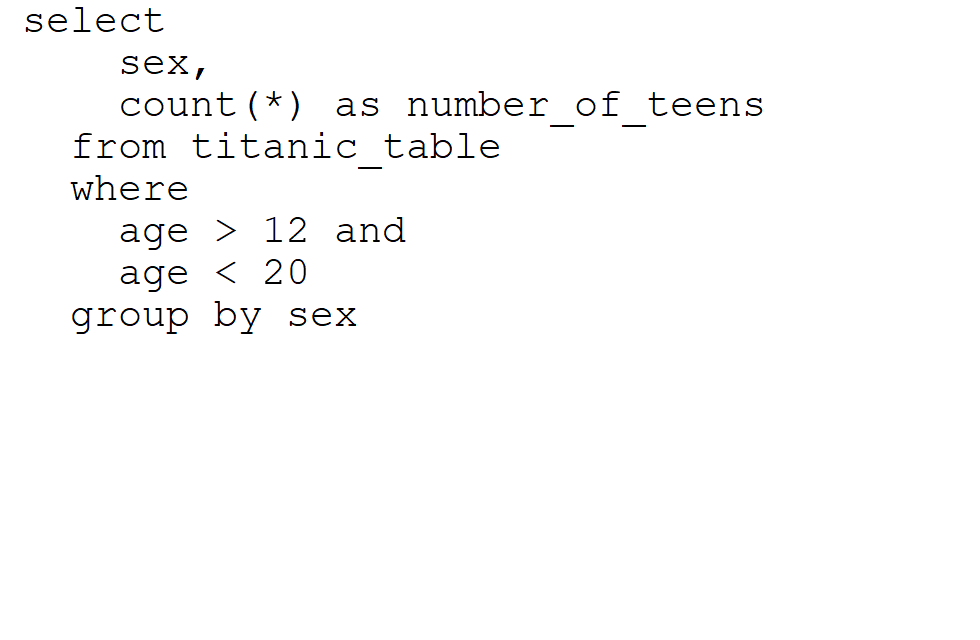 select
    sex,
    count(*) as number_of_teens
  from titanic_table
  where
    age > 12 and
    age < 20
  group by sex